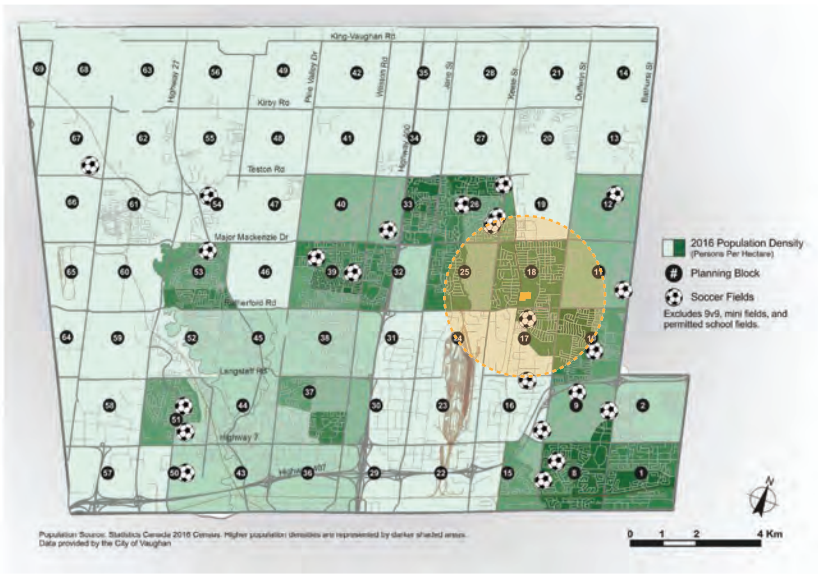 King-Vaughan Rd
Highway 27
Pine Valley Dr
Weston Rd
Highway 400
Jane St
Keele St
Dufferin St
Bathurst St
69 68 63 56 49 42 35 28 21 14
Kirby Rd
67 62 55 48 41 34 27 20 13
Teston Rd
66 61 54 47 40 33 26 19 12
Major Mackenzie Dr
65 60 53 46 39 32 25 18 11
Rutherford Rd
64 59 52 45 38 31 24 17 10
Langstaff Rd
58 51 44 37 30 23 16 9 2
Highway 7
57 50 43 36 29 22 15 8 1
Highway 407
2016 Population Density
(Persons Per Hectare)
# Planning Block
Soccer Fields
Excludes 9v9, mini fields, and
permitted school fields.
N
0 1 2 4 Km
Population Source: Statistics Canada 2016 Census. Higher population densities are represented by darker shaded areas.
Data provided by the City of Vaughan